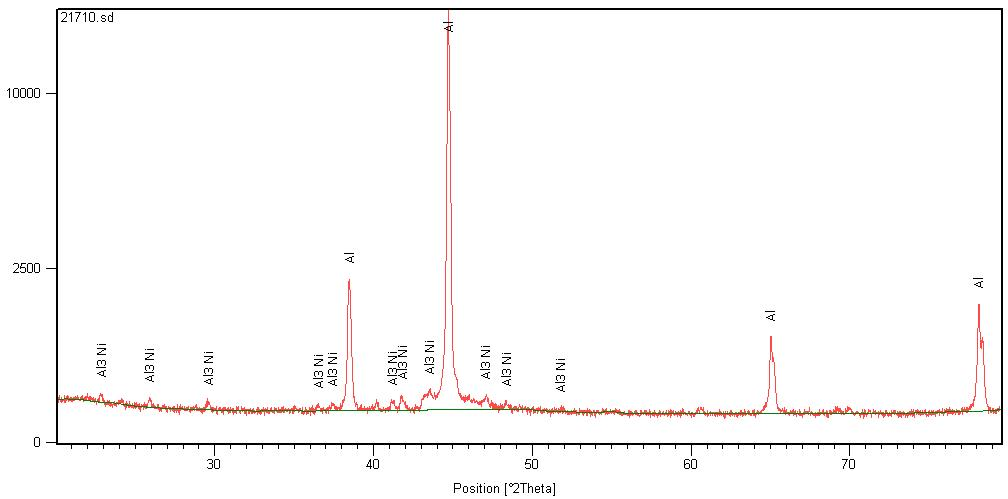 21710.sd
10000
2500
0
Al3 Ni
Al3 Ni
Al3 Ni
Al3 Ni
Al3 Ni
Al
Al3 Ni
Al3 Ni
Al3 Ni
Al
Al3 Ni
Al3 Ni
Al3 Ni
Al
Al
30
40
50
60
70
Position [°2Theta]